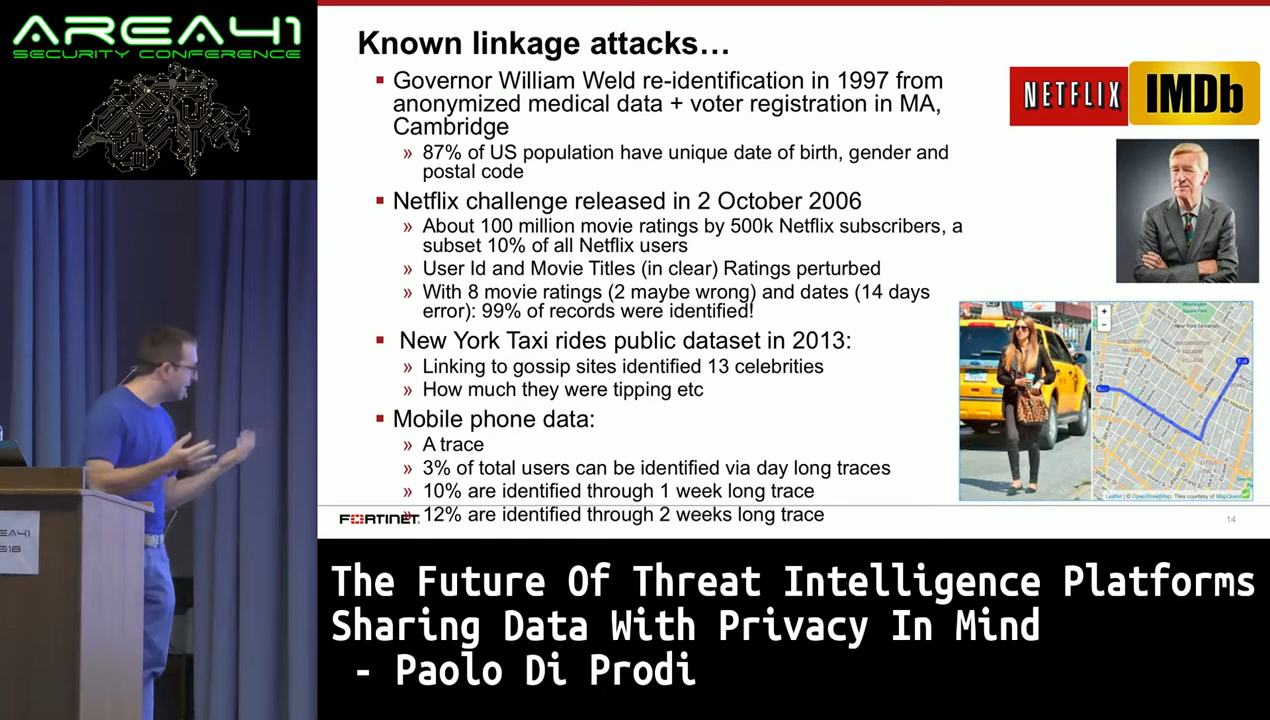 AREA41
SECURITY CONFERENCE
Known linkage attacks…
Governor William Weld re-identification in 1997 from
anonymized medical data + voter registration in MA,
Cambridge
» 87% of US population have unique date of birth, gender and
postal code
Netflix challenge released in 2 October 2006
» About 100 million movie ratings by 500k Netflix subscribers, a
subset 10% of all Netflix users
» User Id and Movie Titles (in clear) Ratings perturbed
» With 8 movie ratings (2 maybe wrong) and dates (14 days
error): 99% of records were identified!
New York Taxi rides public dataset in 2013:
» Linking to gossip sites identified 13 celebrities
» How much they were tipping etc
Mobile phone data:
» A trace
» 3% of total users can be identified via day long traces
» 10% are identified through 1 week long trace
» 12% are identified through 2 weeks long trace
NETFLIX
IMDb
FORTINET
14
The Future Of Threat Intelligence Platforms
Sharing Data With Privacy In Mind
- Paolo Di Prodi